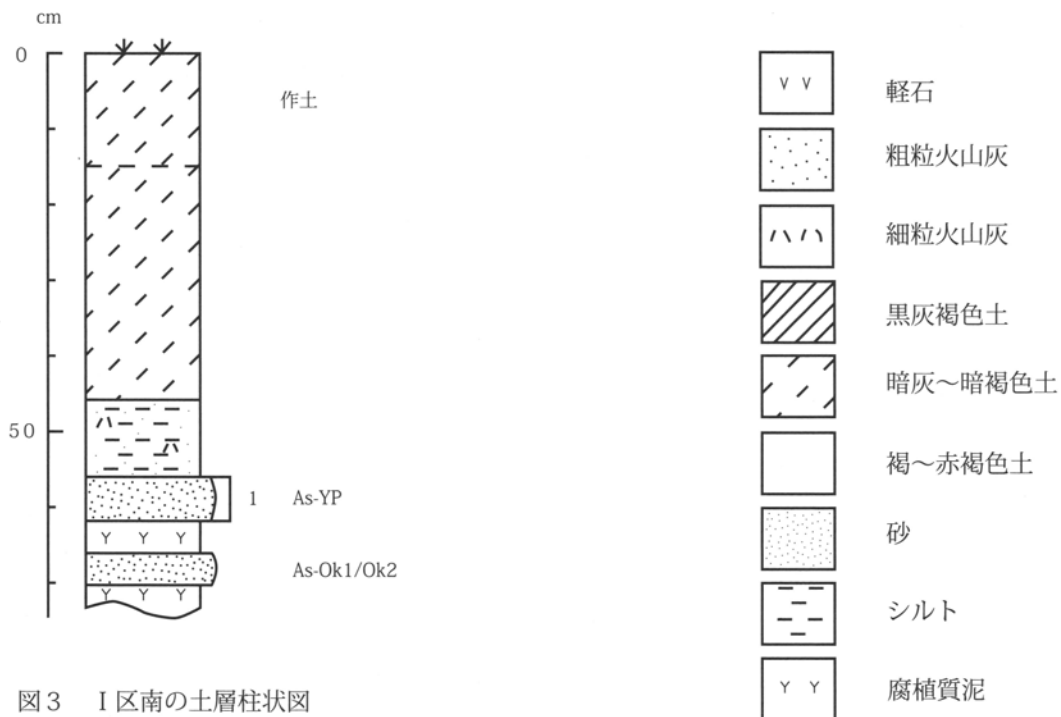 cm
0
作土
50
1 As-YP
As-Ok1/Ok2
図3 I区南の土層柱状図
軽石
粗粒火山灰
細粒火山灰
黒灰褐色土
暗灰～暗褐色土
褐～赤褐色土
砂
シルト
腐植質泥